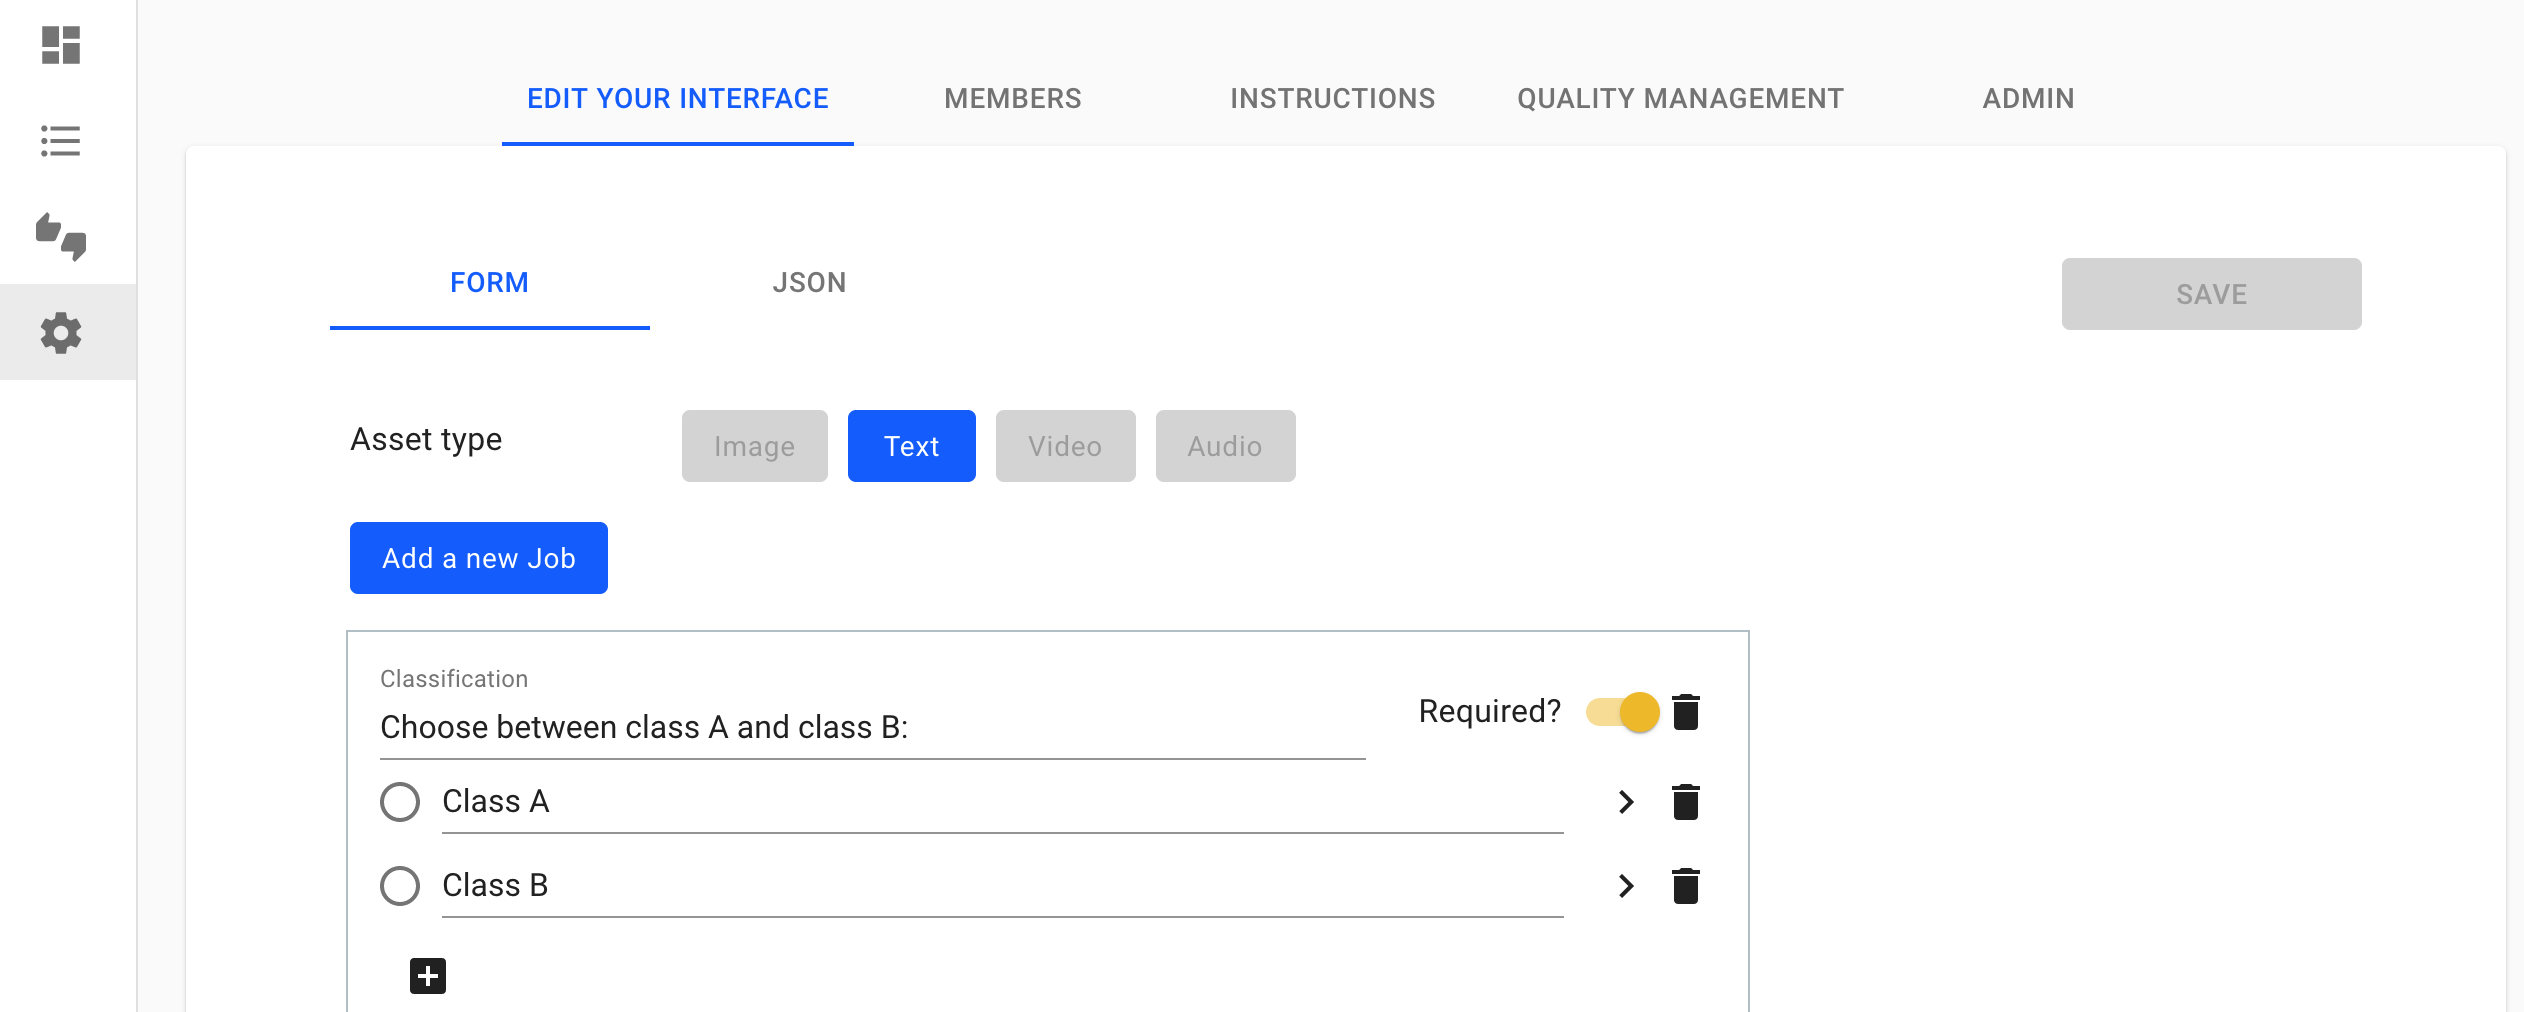 EDIT YOUR INTERFACE MEMBERS INSTRUCTIONS QUALITY MANAGEMENT ADMIN
FORM JSON SAVE
Asset type Image Text Video Audio
Add a new Job
Classification
Choose between class A and class B: Required?
Class A
Class B